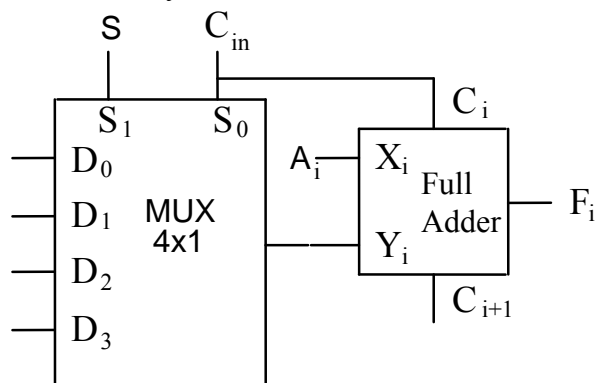 S C_in
S_1 S_0
C_i
D_0
A_i X_i Full
MUX
D_1
4x1
Adder
F_i
Y_i
D_2
C_i+1
D_3